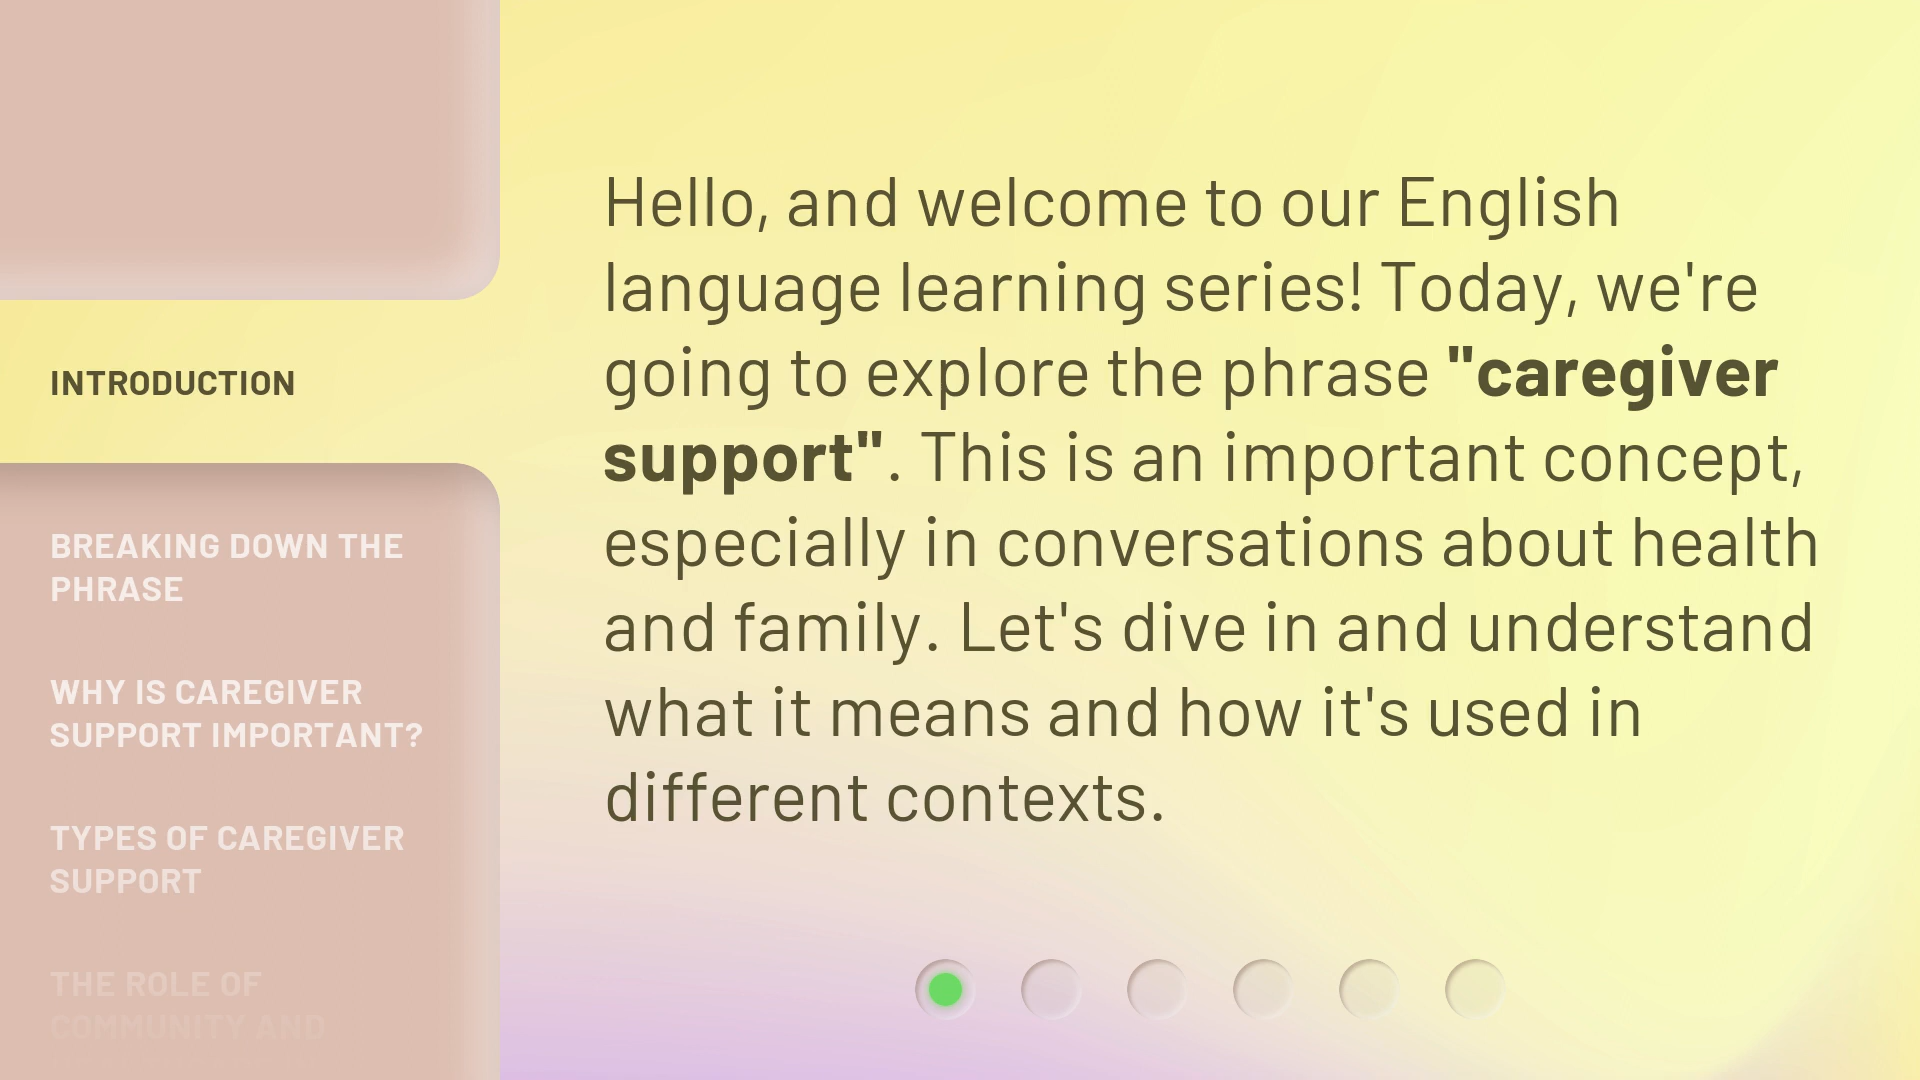 INTRODUCTION
BREAKING DOWN THE
PHRASE
WHY IS CAREGIVER
SUPPORT IMPORTANT?
TYPES OF CAREGIVER
SUPPORT
THE ROLE OF
COMMUNITY AND
Hello, and welcome to our English
language learning series! Today, we're
going to explore the phrase "caregiver
support". This is an important concept,
especially in conversations about health
and family. Let's dive in and understand
what it means and how it's used in
different contexts.